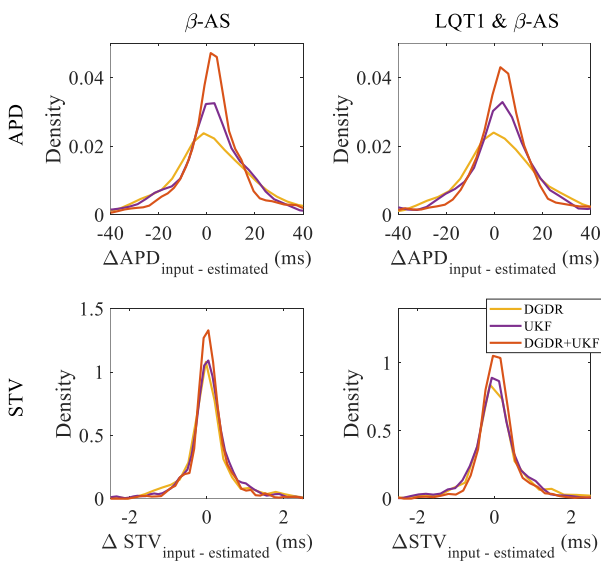 β-AS
LQT1 & β-AS
APD
Density
0.04
0.02
0
-40 -20 0 20 40
ΔAPD input - estimated (ms)
Density
0.04
0.02
0
-40 -20 0 20 40
ΔAPD input - estimated (ms)
STV
Density
1.5
1
0.5
0
-2 0 2
Δ STV input - estimated (ms)
Density
1
0.5
0
-2 0 2
ΔSTV input - estimated (ms)
DGDR
UKF
DGDR+UKF